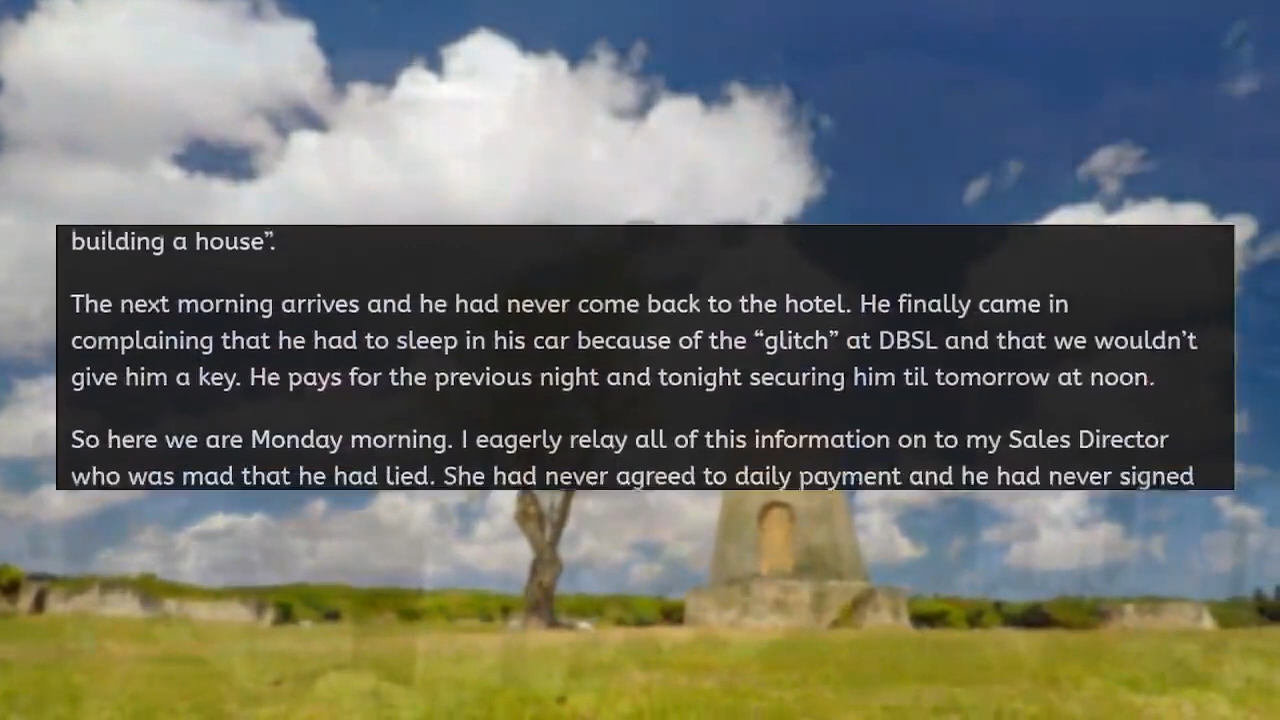 building a house”.
The next morning arrives and he had never come back to the hotel. He finally came in
complaining that he had to sleep in his car because of the “glitch” at DBSL and that we wouldn’t
give him a key. He pays for the previous night and tonight securing him til tomorrow at noon.
So here we are Monday morning. I eagerly relay all of this information on to my Sales Director
who was mad that he had lied. She had never agreed to daily payment and he had never signed